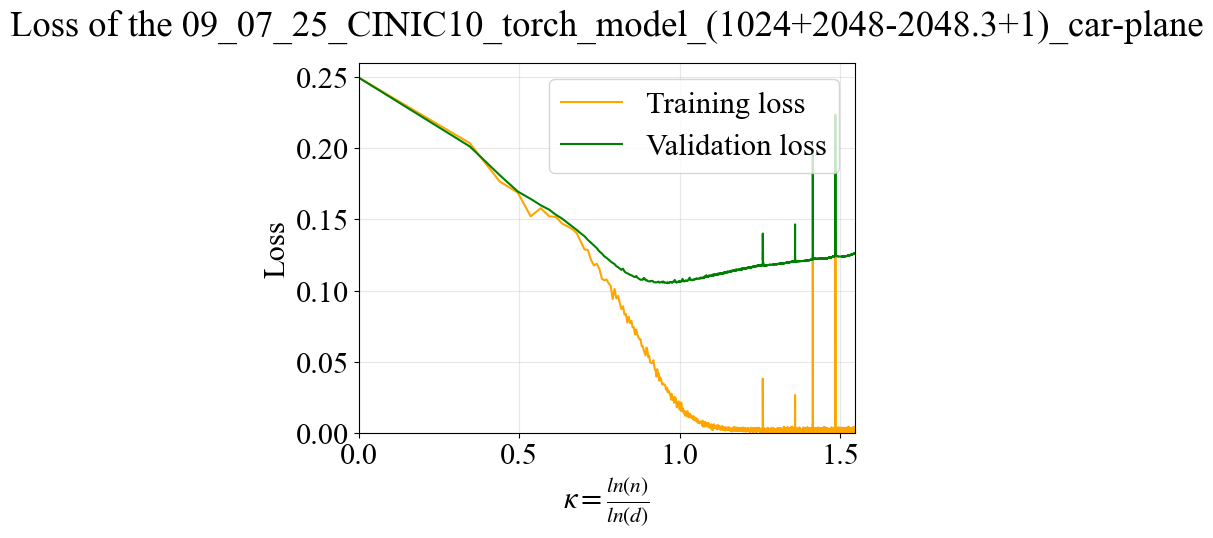 Loss of the 09_07_25_CINIC10_torch_model_(1024+2048-2048.3+1)_car-plane
0.25
0.20
0.15
0.10
0.05
0.00
Loss
Training loss
Validation loss
0.0 0.5 1.0 1.5
κ = ln(n) / ln(d)